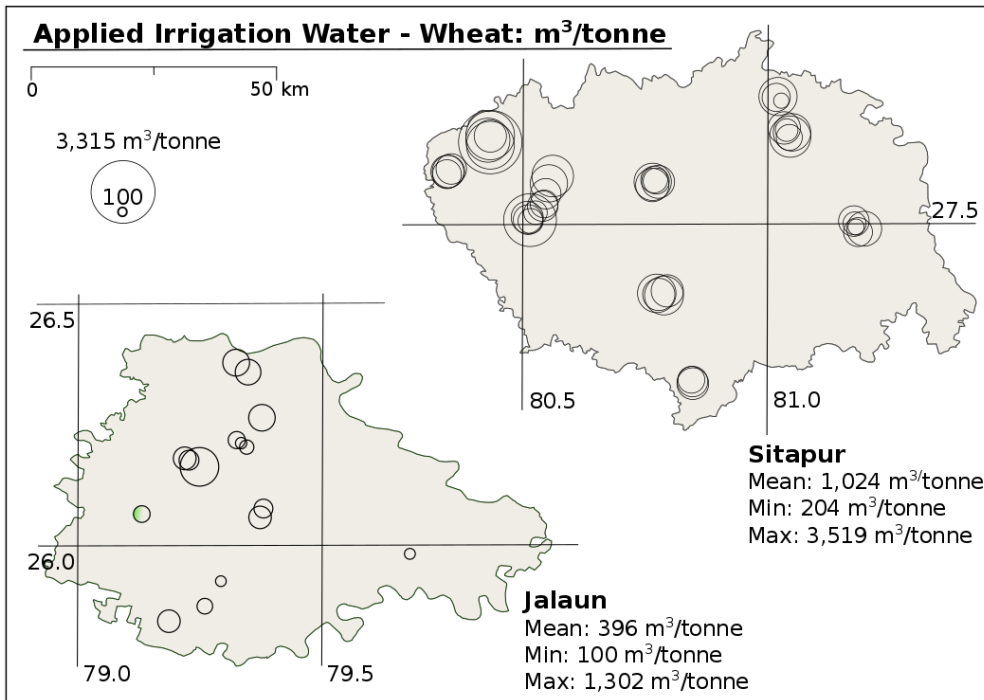 Applied Irrigation Water - Wheat: m³/tonne
0 50 km
3,315 m³/tonne
100
27.5
80.5
81.0
Sitapur
Mean: 1,024 m³/tonne
Min: 204 m³/tonne
Max: 3,519 m³/tonne
26.5
26.0
79.0
79.5
Jalaun
Mean: 396 m³/tonne
Min: 100 m³/tonne
Max: 1,302 m³/tonne